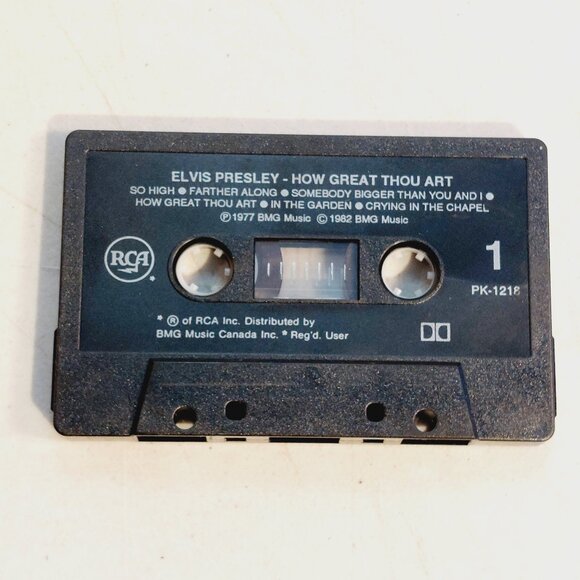 ELVIS PRESLEY - HOW GREAT THOU ART
SO HIGH ● FARTHER ALONG ● SOMEBODY BIGGER THAN YOU AND I ●
HOW GREAT THOU ART ● IN THE GARDEN ● CRYING IN THE CHAPEL
Ⓟ 1977 BMG Music © 1982 BMG Music
RCA *
1
PK-1218
* ® of RCA Inc. Distributed by
BMG Music Canada Inc. * Reg'd. User